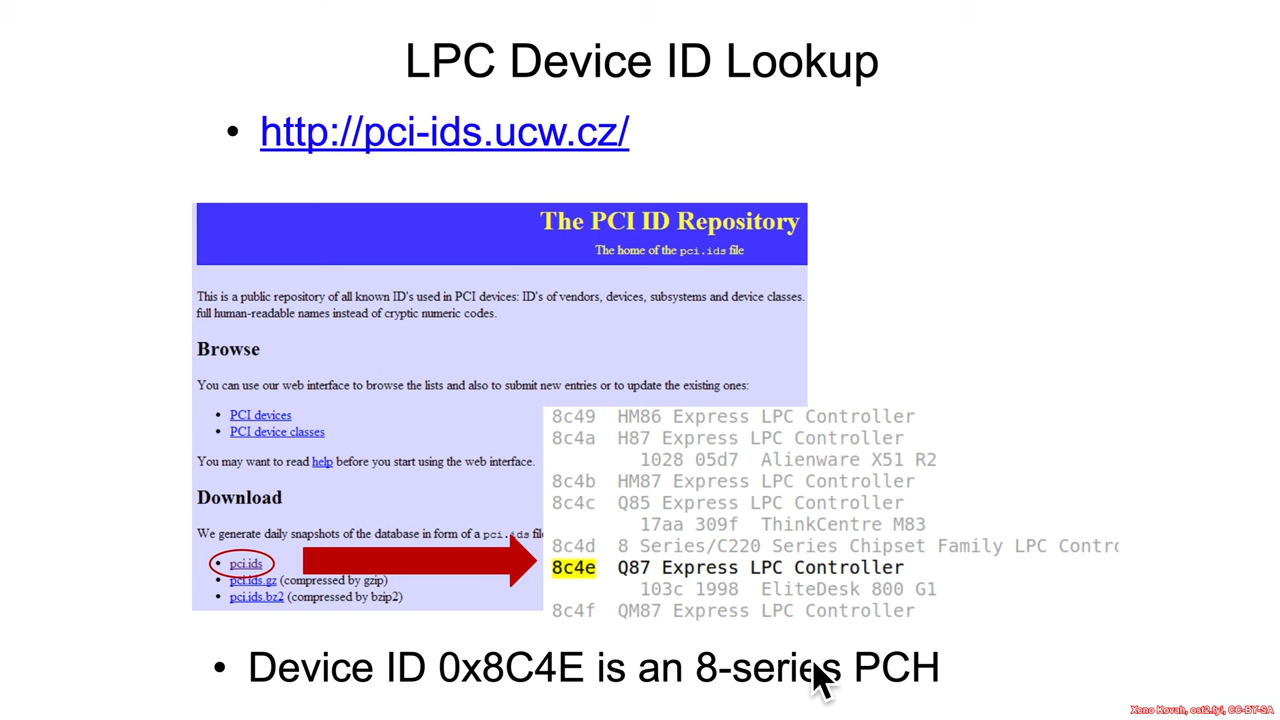 LPC Device ID Lookup
• http://pci-ids.ucw.cz/
The PCI ID Repository
The home of the pci.ids file
This is a public repository of all known ID's used in PCI devices: ID's of vendors, devices, subsystems and device classes.
full human-readable names instead of cryptic numeric codes.
Browse
You can use our web interface to browse the lists and also to submit new entries or to update the existing ones:
• PCI devices
• PCI device classes
You may want to read help before you start using the web interface.
Download
We generate daily snapshots of the database in form of a pci.ids file
• pci.ids
• pci.ids.gz (compressed by gzip)
• pci.ids.bz2 (compressed by bzip2)
8c49 HM86 Express LPC Controller
8c4a H87 Express LPC Controller
1028 05d7 Alienware X51 R2
8c4b HM87 Express LPC Controller
8c4c Q85 Express LPC Controller
17aa 309f ThinkCentre M83
8c4d 8 Series/C220 Series Chipset Family LPC Contro
8c4e Q87 Express LPC Controller
103c 1998 EliteDesk 800 G1
8c4f QM87 Express LPC Controller
• Device ID 0x8C4E is an 8-series PCH
Xeno Kovah, ost2.fyi, CC-BY-SA